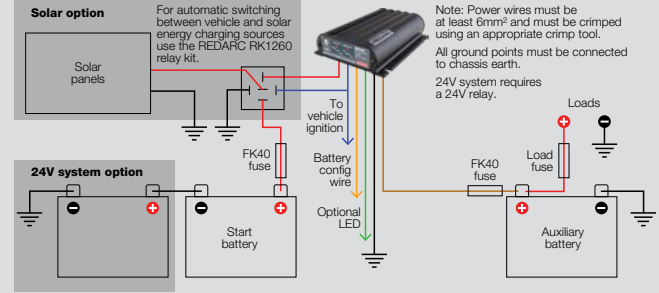 Solar option
For automatic switching
between vehicle and solar
energy charging sources
use the REDARC RK1260
relay kit.
Note: Power wires must be
at least 6mm² and must be crimped
using an appropriate crimp tool.
All ground points must be connected
to chassis earth.
24V system requires
a 24V relay.
Solar
panels
To
vehicle
ignition
Loads
FK40
fuse
Battery
config
wire
FK40
fuse
Load
fuse
24V system option
Optional
LED
Start
battery
Auxiliary
battery